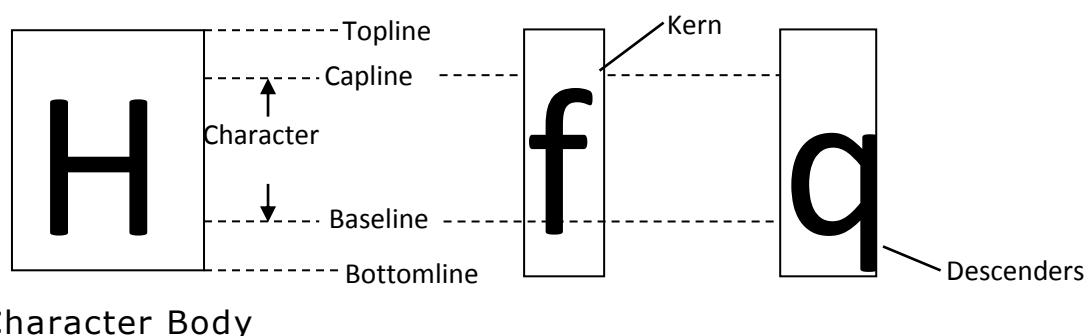 Topline
Kern
Capline
Character
H
f
q
Baseline
Bottomline
Descenders
Character Body